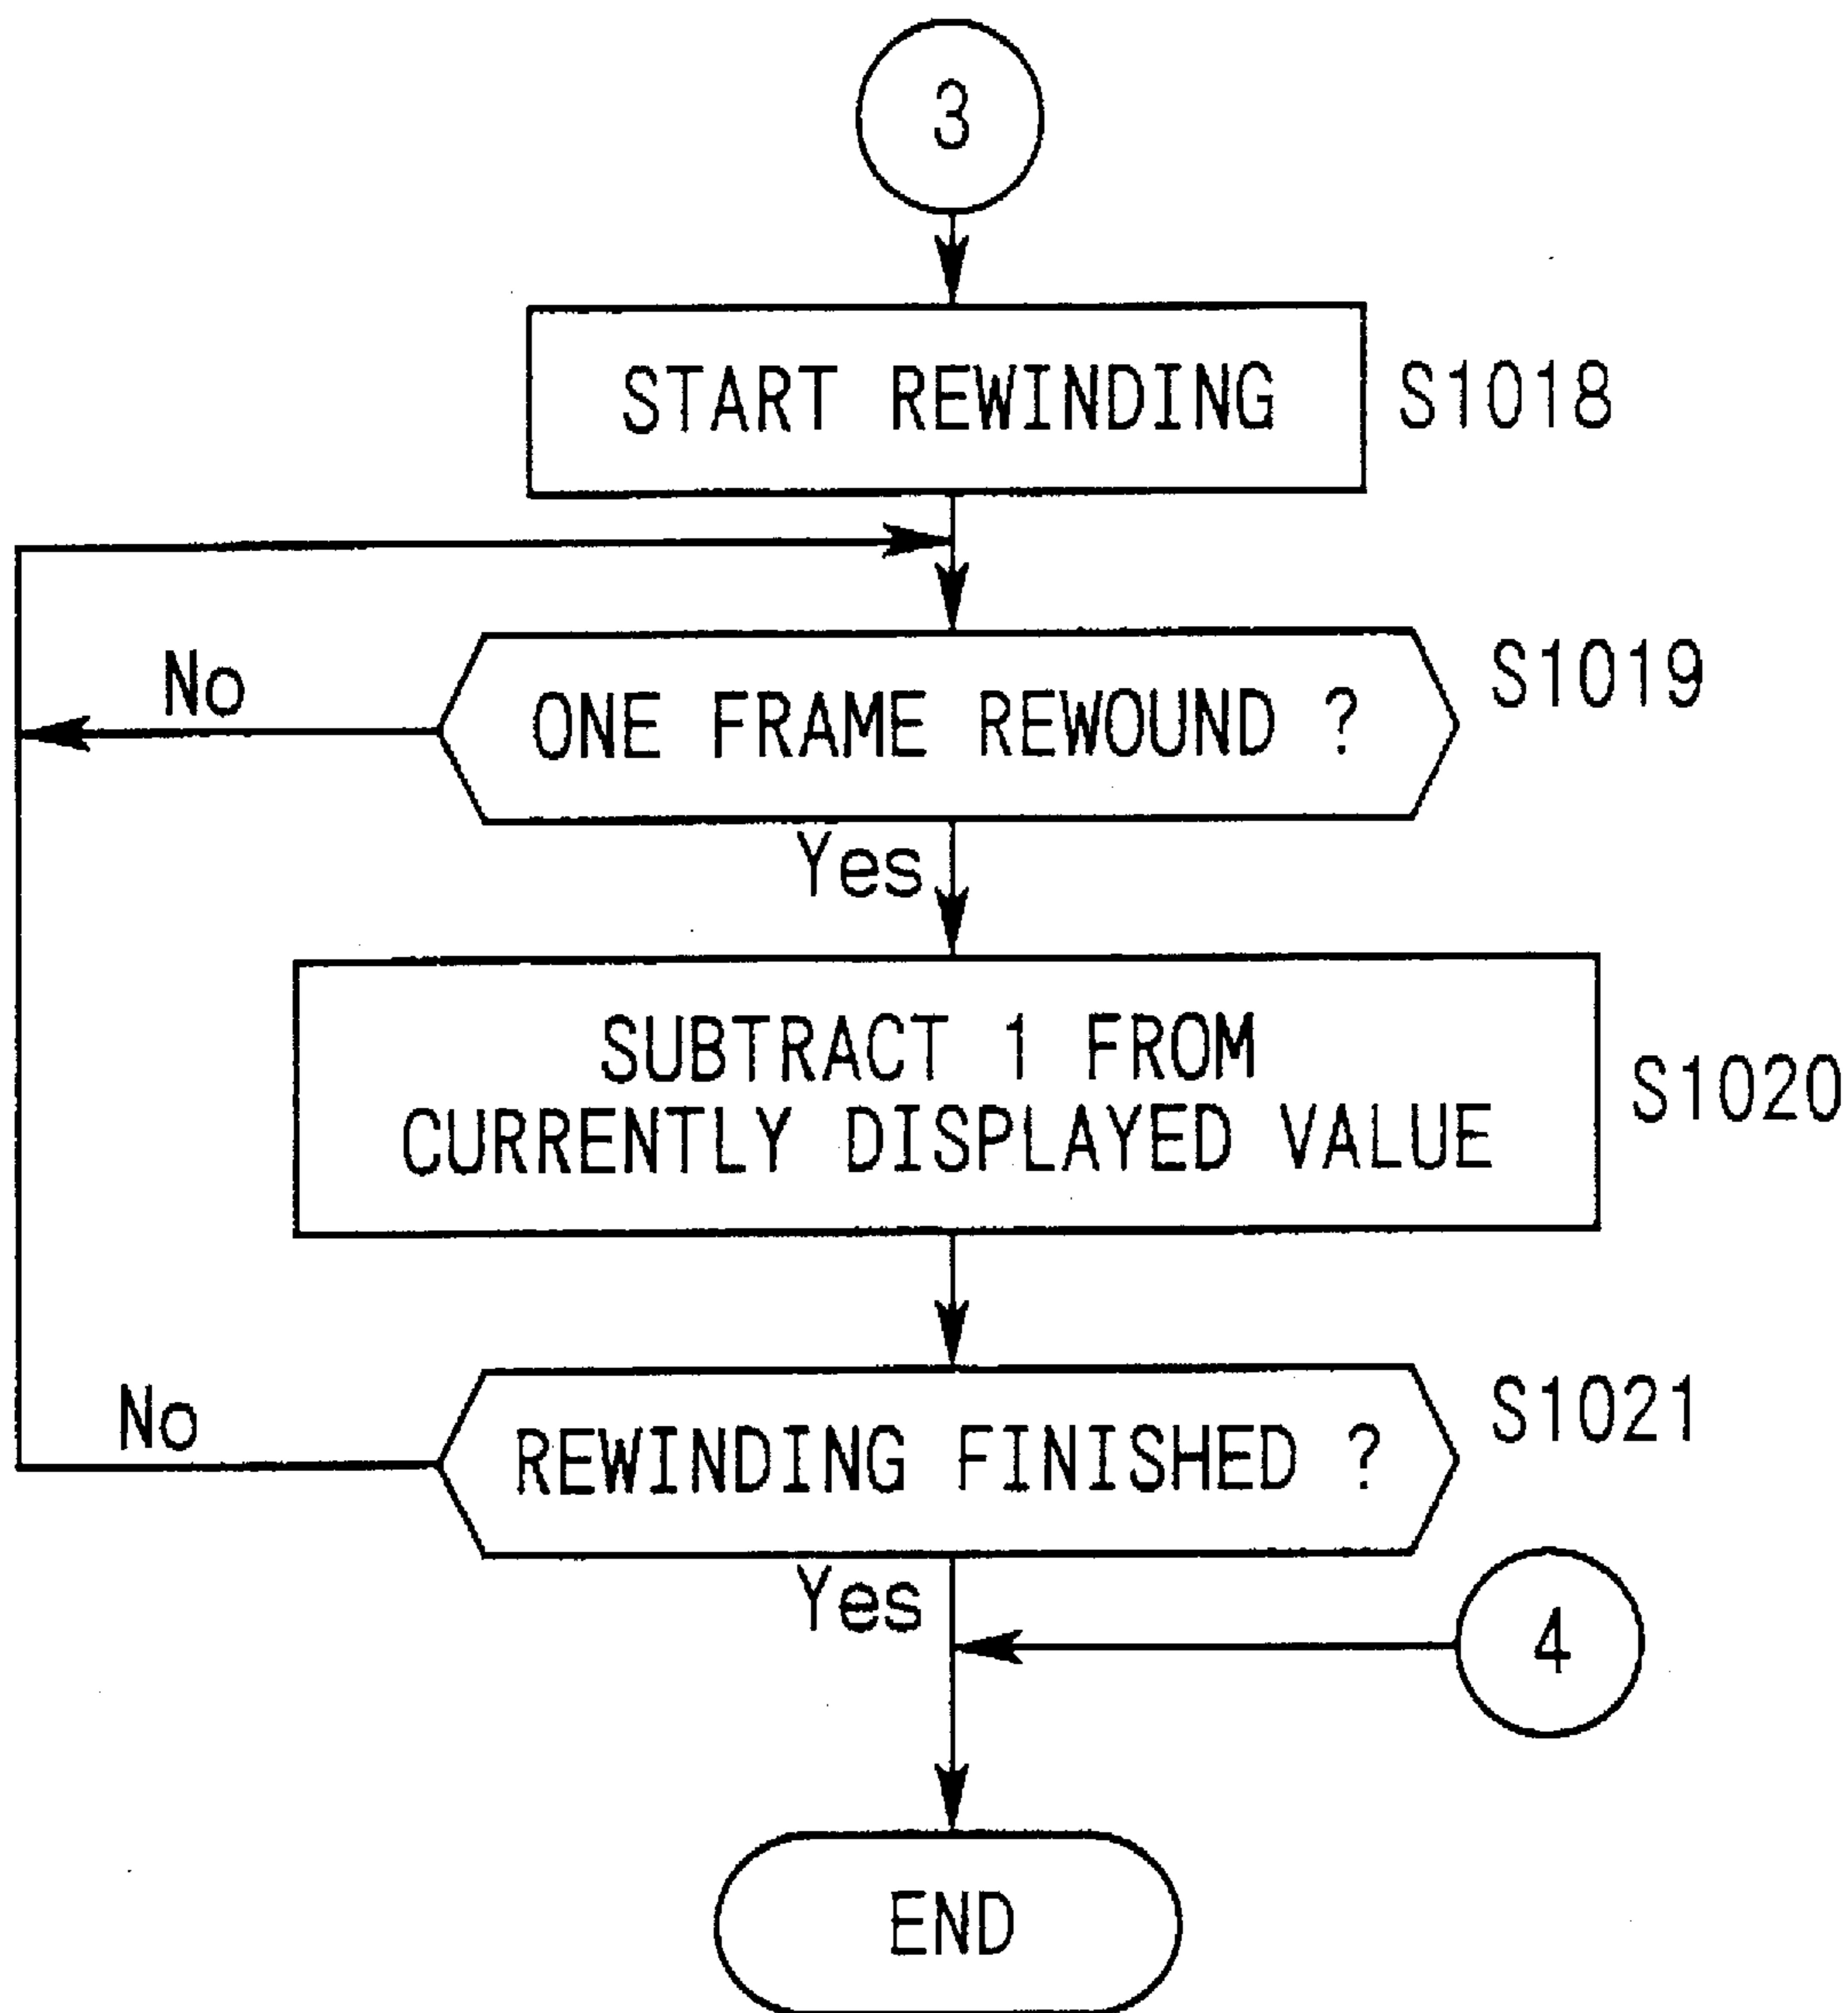 3
START REWINDING
S1018
No
ONE FRAME REWOUND ?
S1019
Yes
SUBTRACT 1 FROM
CURRENTLY DISPLAYED VALUE
S1020
No
REWINDING FINISHED ?
S1021
Yes
4
END